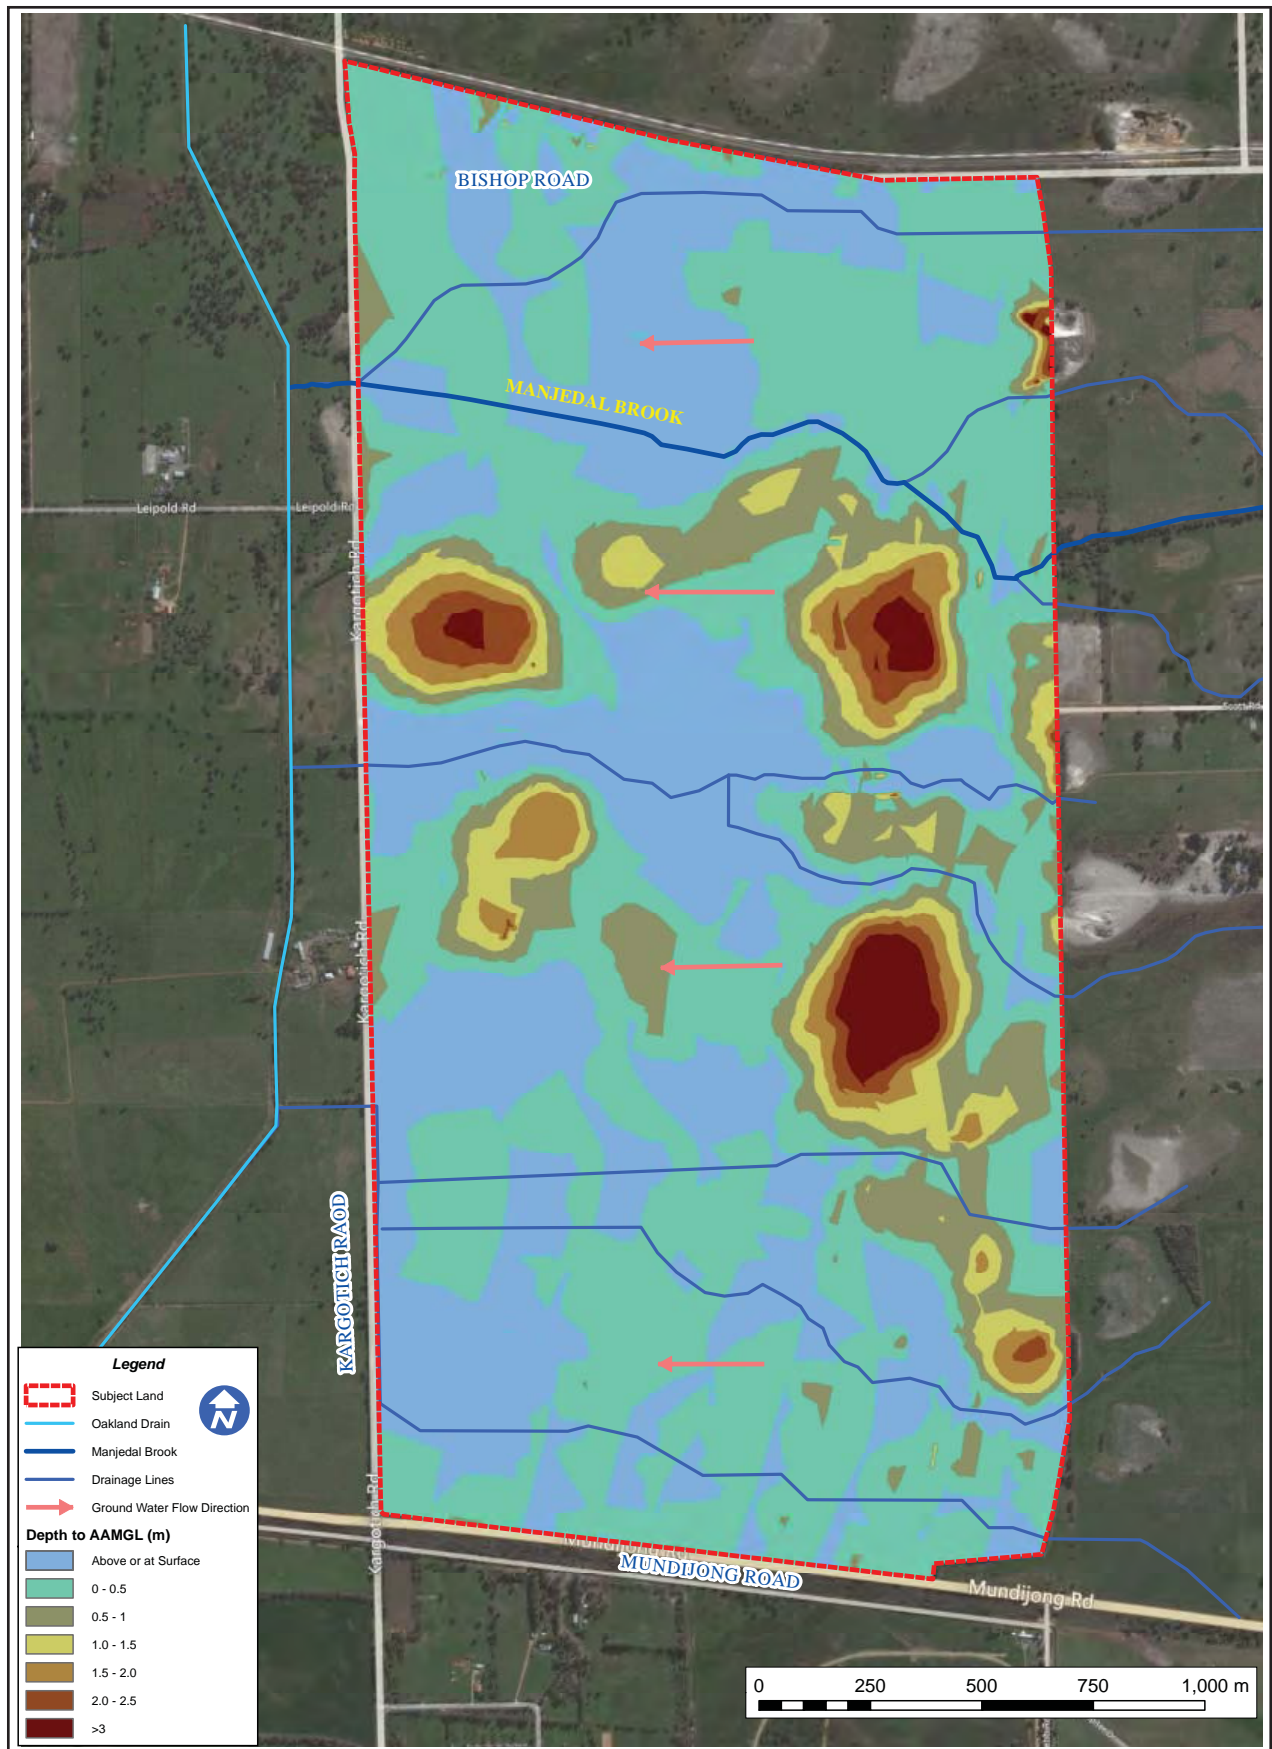 BISHOP ROAD
MANJEDAL BROOK
Leipold Rd
Leipold Rd
Kargotich Rd
Scott Rd
Kargotich Rd
KARGOTICH RAOD
Kargotich Rd
MUNDIJONG ROAD
Mundijong Rd
Legend
Subject Land
N
Oakland Drain
Manjedal Brook
Drainage Lines
Ground Water Flow Direction
Depth to AAMGL (m)
Above or at Surface
0 - 0.5
0.5 - 1
1.0 - 1.5
1.5 - 2.0
2.0 - 2.5
>3
0 250 500 750 1,000 m